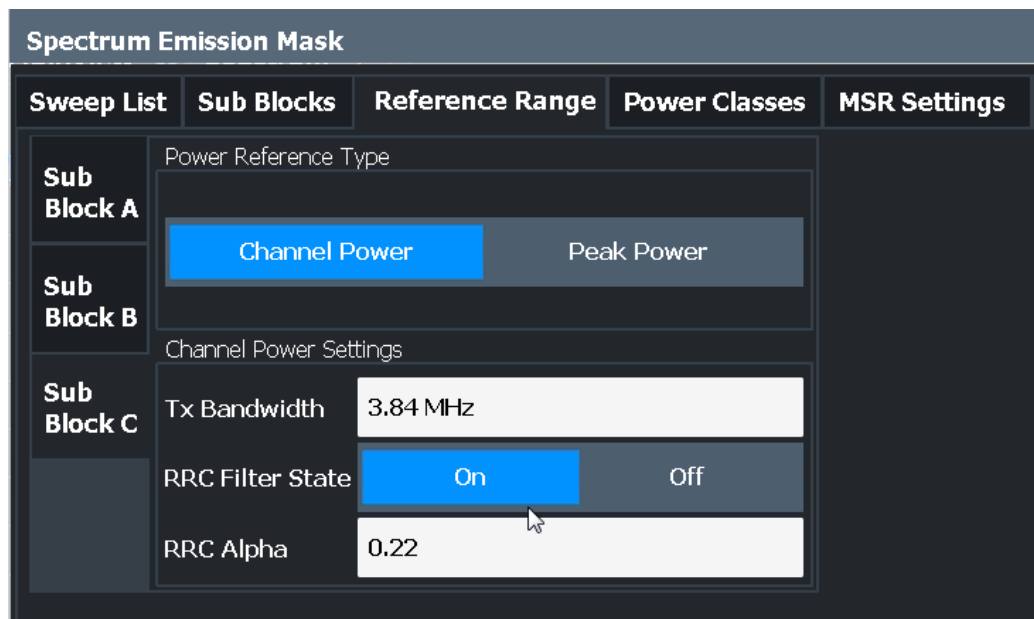 Spectrum Emission Mask
Sweep List Sub Blocks Reference Range Power Classes MSR Settings
Sub
Block A
Sub
Block B
Sub
Block C
Power Reference Type
Channel Power Peak Power
Channel Power Settings
Tx Bandwidth 3.84 MHz
RRC Filter State On Off
RRC Alpha 0.22